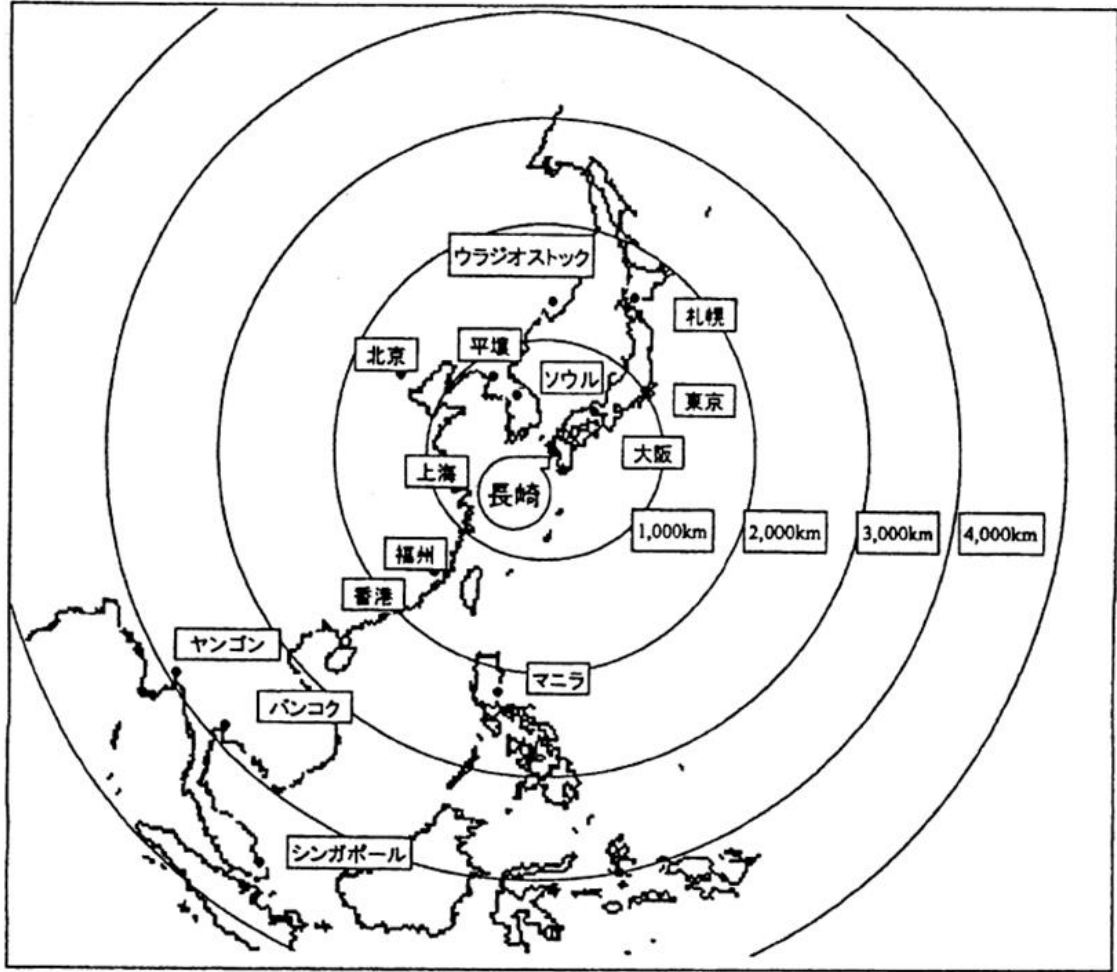 ウラジオストック
札幌
北京
平壌
ソウル
東京
大阪
上海
長崎
1,000km
2,000km
3,000km
4,000km
福州
香港
ヤンゴン
マニラ
バンコク
シンガポール